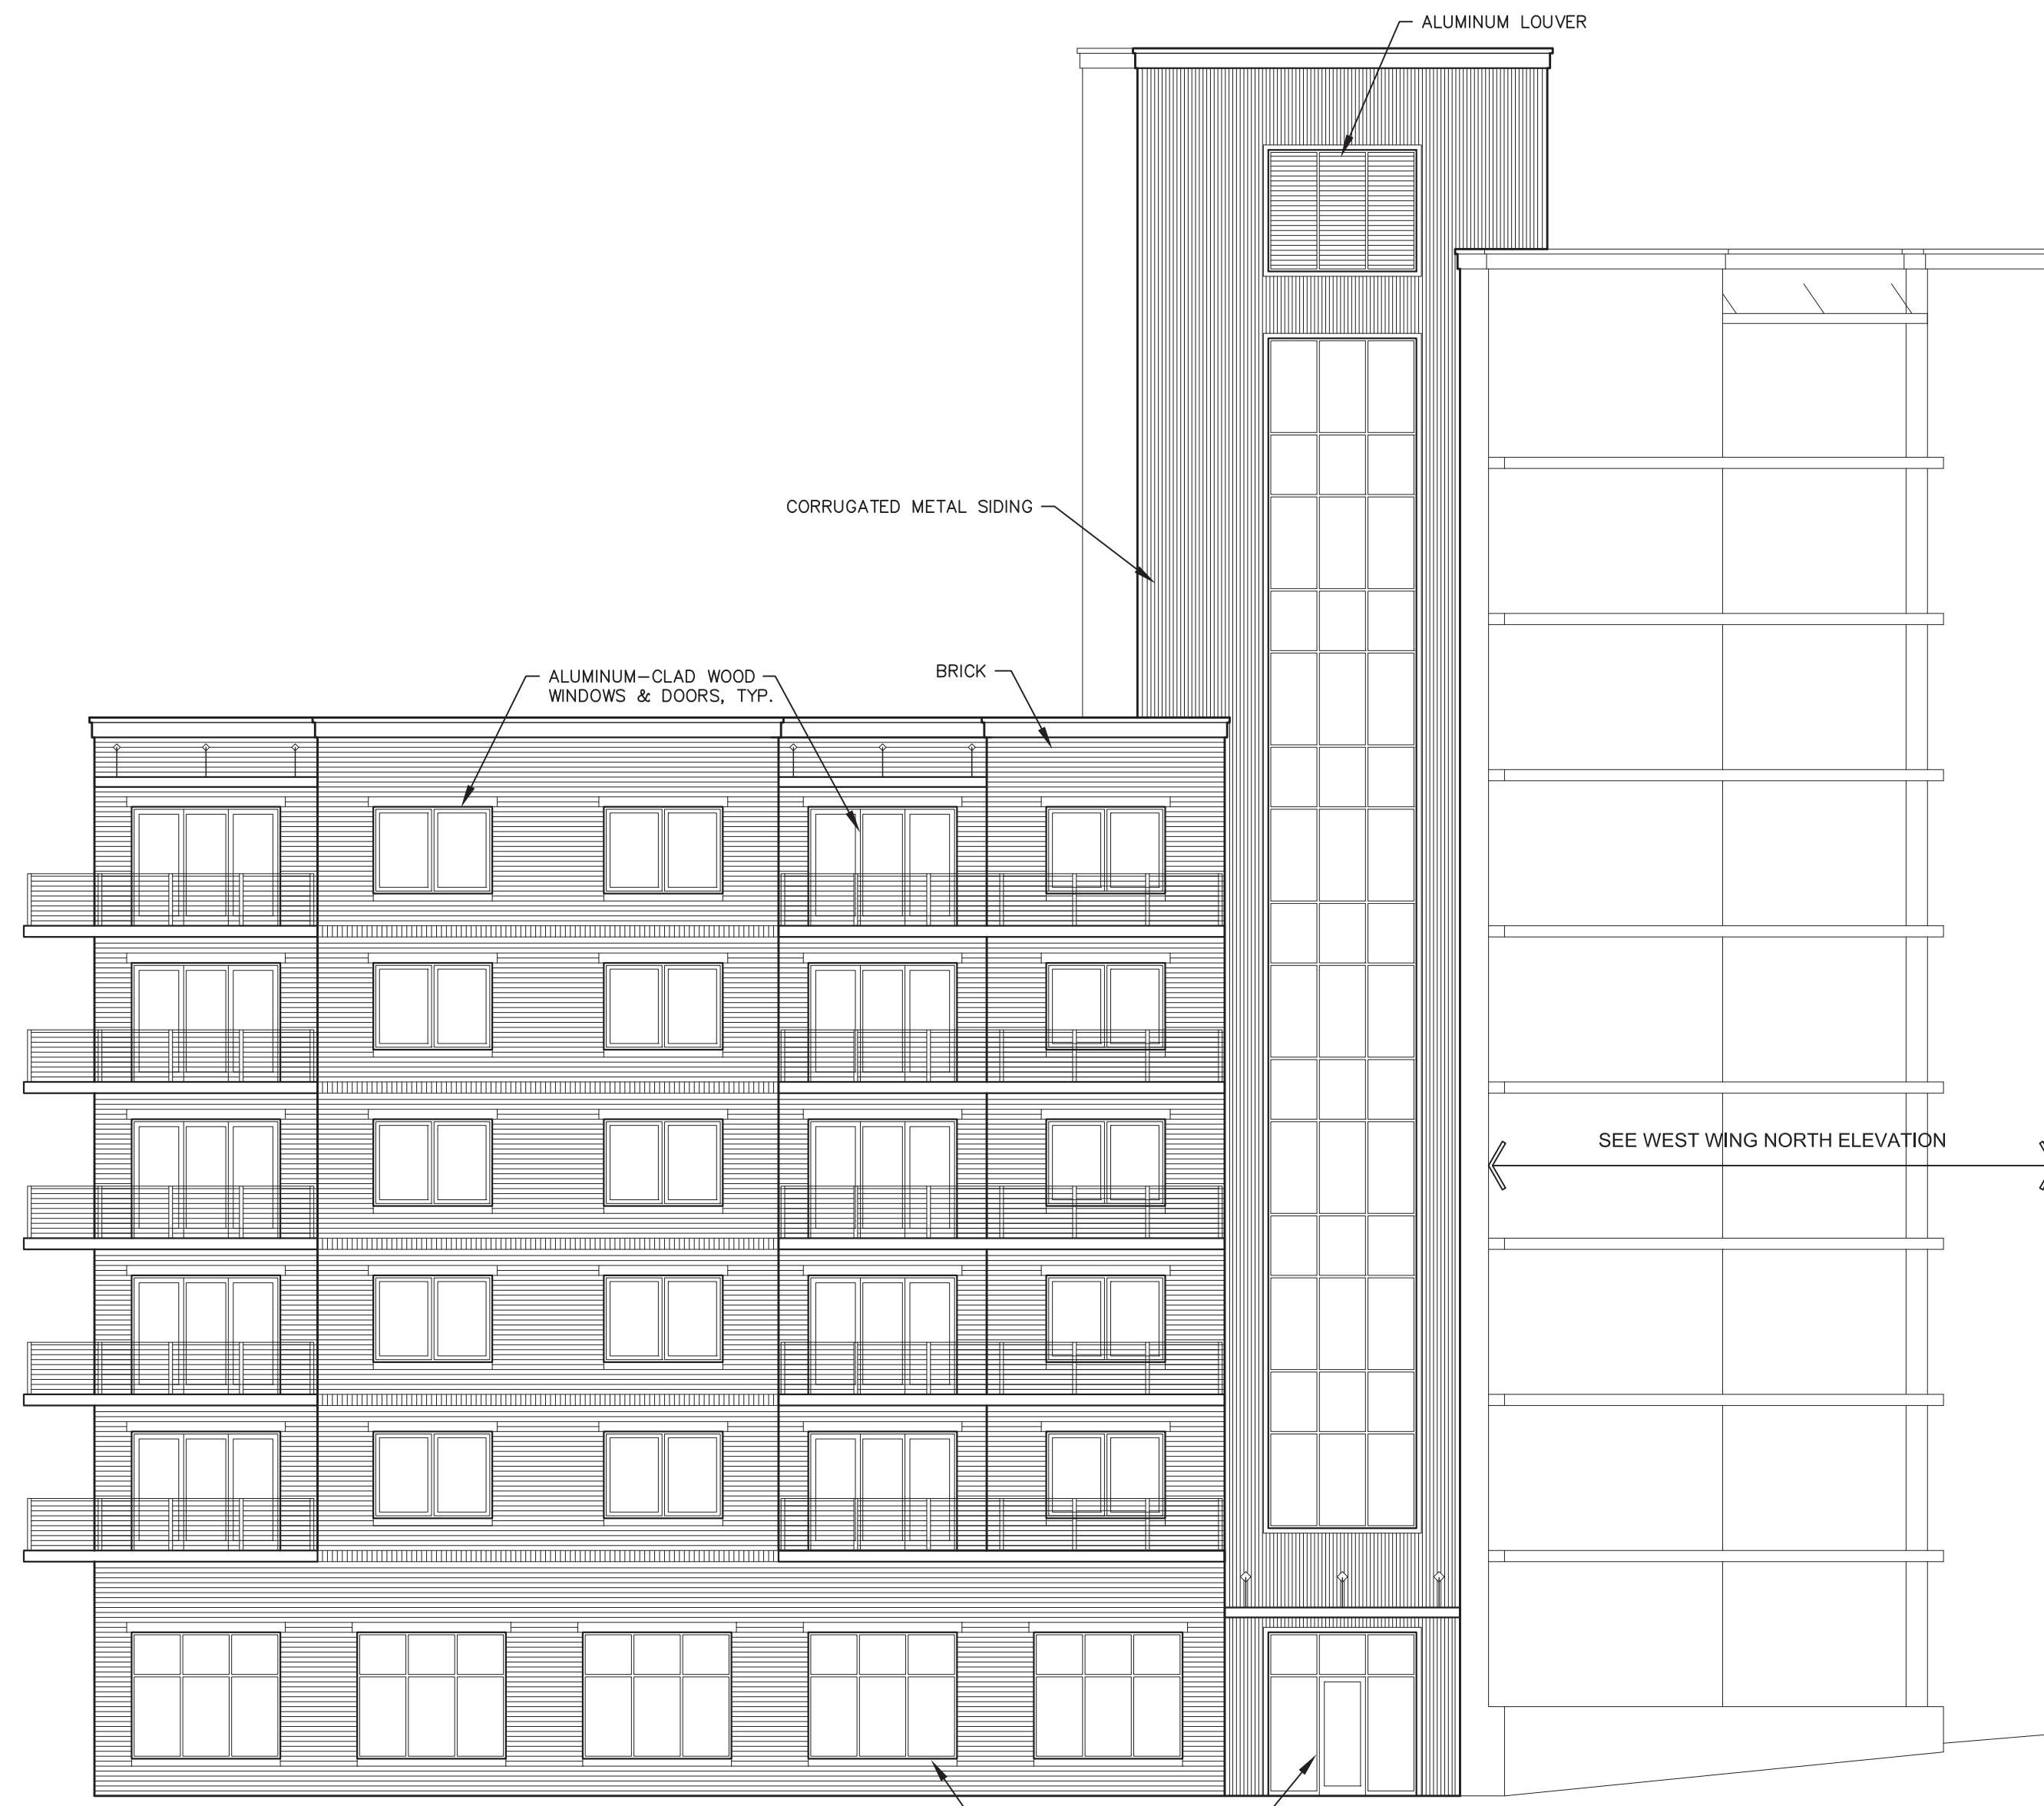 ALUMINUM LOUVER
CORRUGATED METAL SIDING
ALUMINUM-CLAD WOOD
WINDOWS & DOORS, TYP.
BRICK
SEE WEST WING NORTH ELEVATION